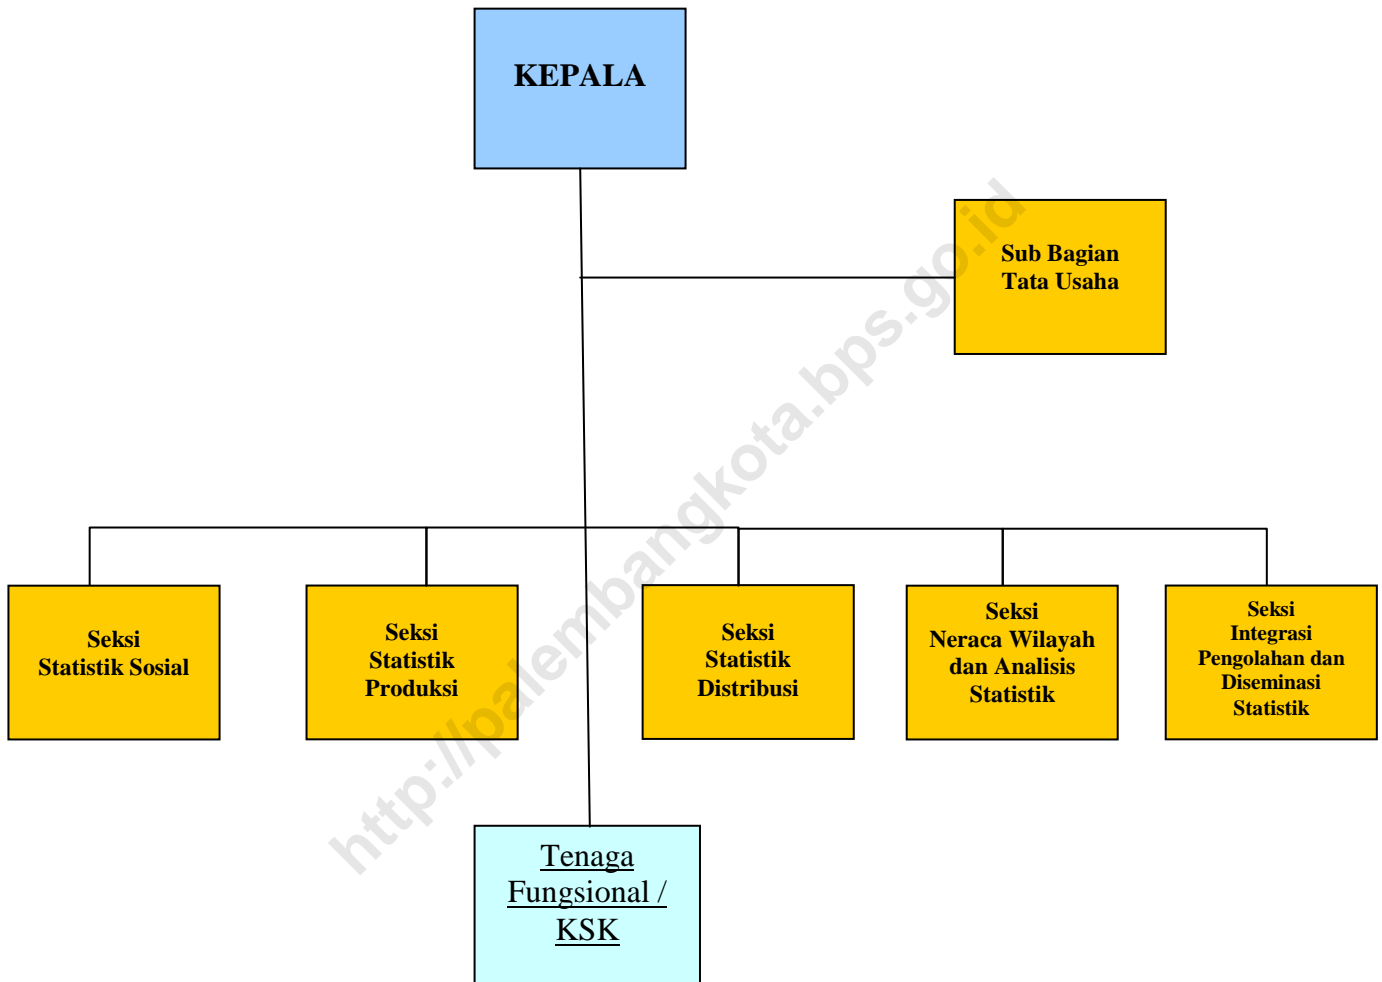 KEPALA
Sub Bagian
Tata Usaha
Seksi
Statistik Sosial
Seksi
Statistik
Produksi
Seksi
Statistik
Distribusi
Seksi
Neraca Wilayah
dan Analisis
Statistik
Seksi
Integrasi
Pengolahan dan
Diseminasi
Statistik
Tenaga
Fungsional /
KSK
http://palembangkota.bps.go.id